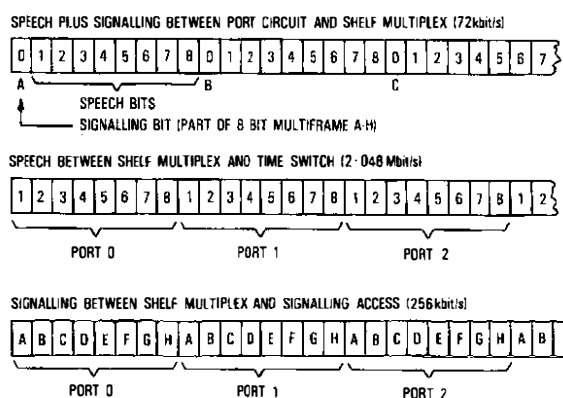 SPEECH PLUS SIGNALLING BETWEEN PORT CIRCUIT AND SHELF MULTIPLEX (72kbit/s)
0 1 2 3 4 5 6 7 8 0 1 2 3 4 5 6 7 8 0 1 2 3 4 5 6 7
A B C
SPEECH BITS
SIGNALLING BIT (PART OF 8 BIT MULTIFRAME A-H)
SPEECH BETWEEN SHELF MULTIPLEX AND TIME SWITCH (2·048 Mbit/s)
1 2 3 4 5 6 7 8 1 2 3 4 5 6 7 8 1 2 3 4 5 6 7 8 1 2
PORT 0 PORT 1 PORT 2
SIGNALLING BETWEEN SHELF MULTIPLEX AND SIGNALLING ACCESS (256kbit/s)
A B C D E F G H A B C D E F G H A B C D E F G H A B
PORT 0 PORT 1 PORT 2